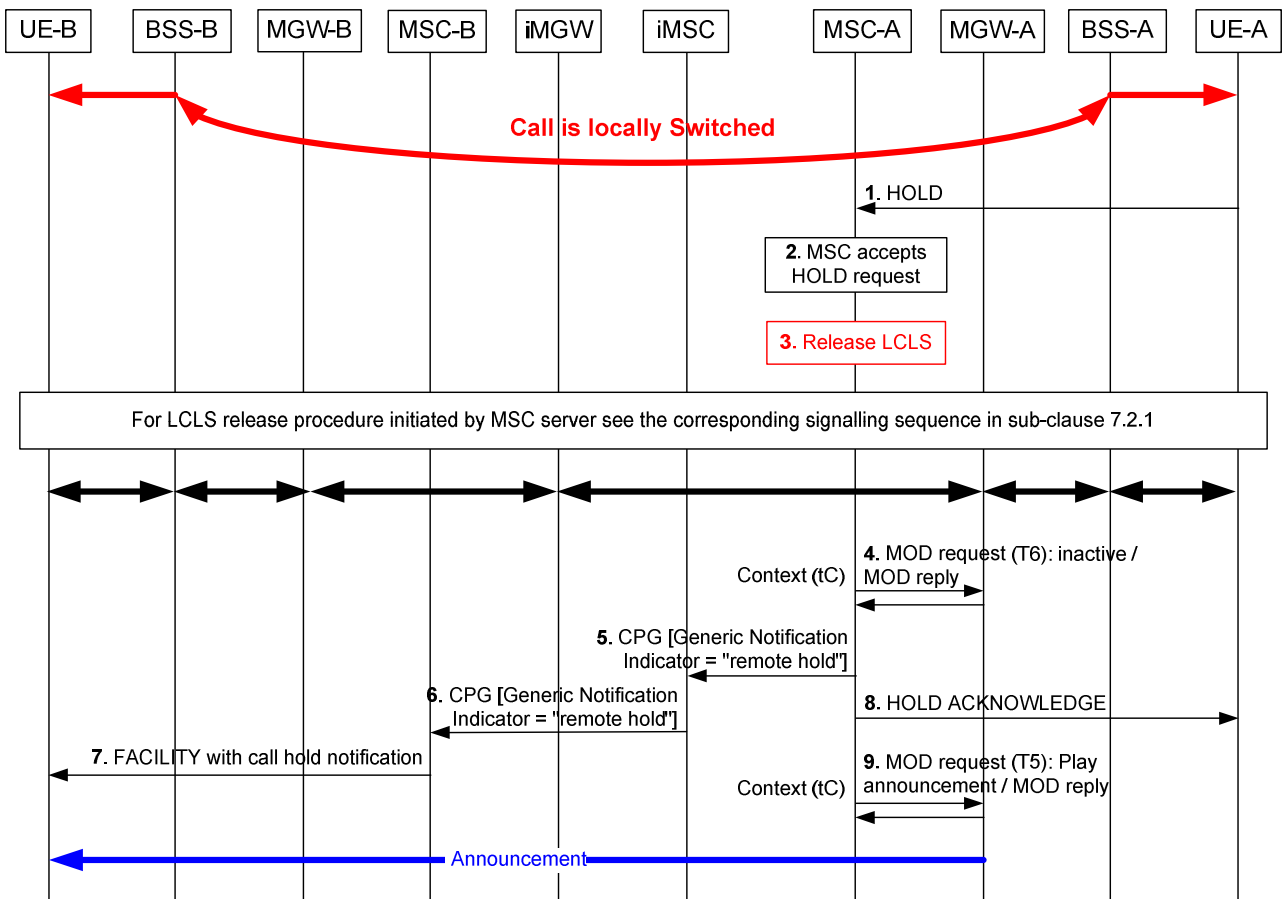 UE-B BSS-B MGW-B MSC-B iMGW iMSC MSC-A MGW-A BSS-A UE-A
Call is locally Switched
1. HOLD
2. MSC accepts
HOLD request
3. Release LCLS
For LCLS release procedure initiated by MSC server see the corresponding signalling sequence in sub-clause 7.2.1
4. MOD request (T6): inactive /
MOD reply
Context (tC)
5. CPG [Generic Notification
Indicator = "remote hold"]
6. CPG [Generic Notification
Indicator = "remote hold"]
8. HOLD ACKNOWLEDGE
7. FACILITY with call hold notification
9. MOD request (T5): Play
announcement / MOD reply
Context (tC)
Announcement